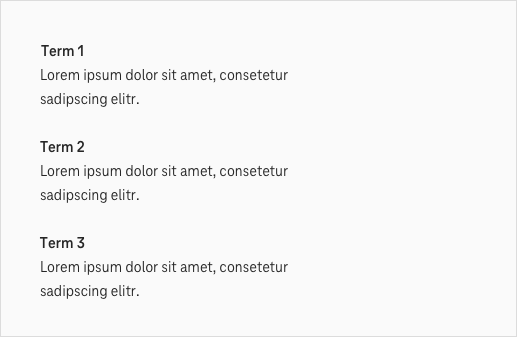 Term 1
Lorem ipsum dolor sit amet, consetetur
sadipscing elitr.
Term 2
Lorem ipsum dolor sit amet, consetetur
sadipscing elitr.
Term 3
Lorem ipsum dolor sit amet, consetetur
sadipscing elitr.